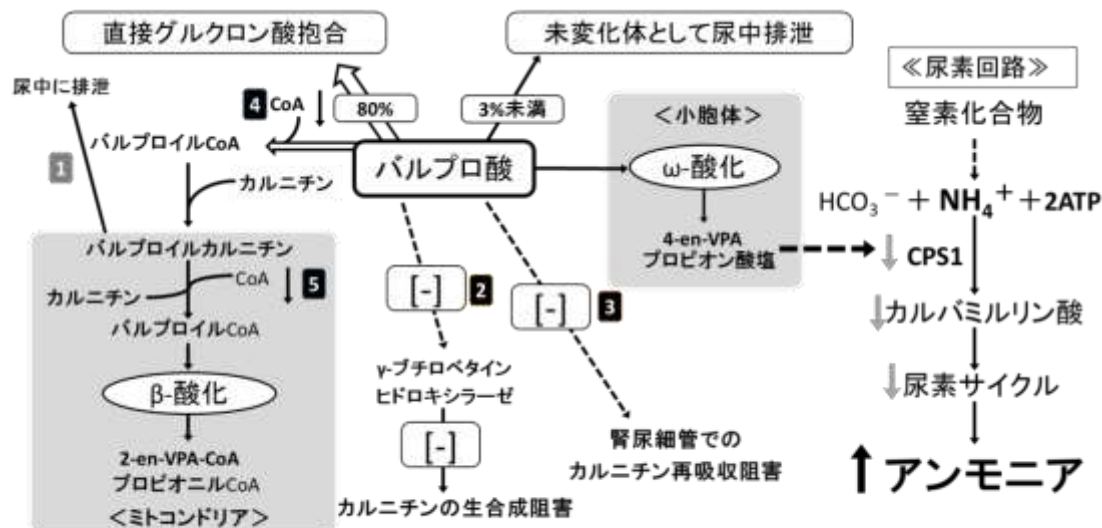 直接グルクロン酸抱合
未変化体として尿中排泄
≪尿素回路≫
尿中に排泄
4 CoA
80%
3%未満
<小胞体>
窒素化合物
バルプロイルCoA
バルプロ酸
ω-酸化
1
カルニチン
HCO₃⁻ + NH₄⁺ + 2ATP
バルプロイルカルニチン
4-en-VPA
プロピオン酸塩
CPS1
CoA
5
カルニチン
[-] 2
[-] 3
バルプロイルCoA
カルバミルリン酸
β-酸化
γ-ブチロベタイン
ヒドロキシラーゼ
尿素サイクル
[-]
腎尿細管での
カルニチン再吸収阻害
2-en-VPA-CoA
プロピオニルCoA
アンモニア
<ミトコンドリア>
カルニチンの生合成阻害